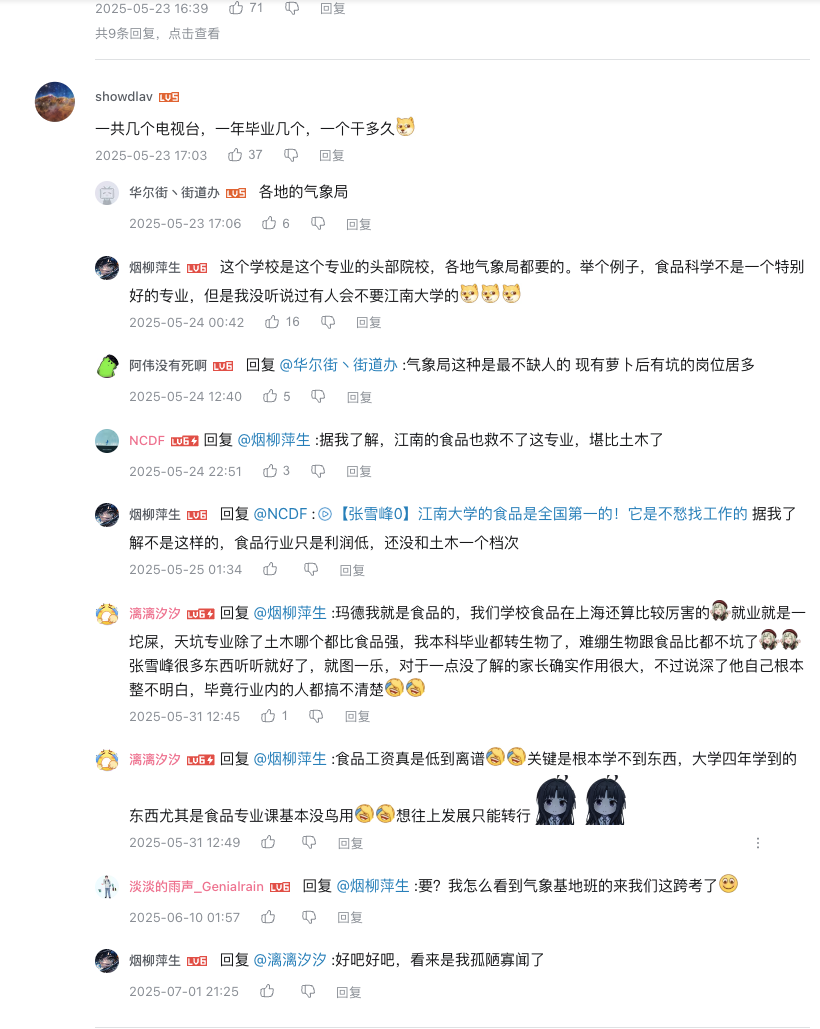 2025-05-23 16:39 71 回复
共9条回复，点击查看
showdlav LV5
一共几个电视台，一年毕业几个，一个干多久
2025-05-23 17:03 37 回复
华尔街丶街道办 LV5 各地的气象局
2025-05-23 17:06 6 回复
烟柳萍生 LV6 这个学校是这个专业的头部院校，各地气象局都要的。举个例子，食品科学不是一个特别
好的专业，但是我没听说过有人会不要江南大学的
2025-05-24 00:42 16 回复
阿伟没有死啊 LV6 回复 @华尔街丶街道办 :气象局这种是最不缺人的 现有萝卜后有坑的岗位居多
2025-05-24 12:40 5 回复
NCDF LV6 回复 @烟柳萍生 :据我了解，江南的食品也救不了这专业，堪比土木了
2025-05-24 22:51 3 回复
烟柳萍生 LV6 回复 @NCDF :【张雪峰0】江南大学的食品是全国第一的！它是不愁找工作的 据我了
解不是这样的，食品行业只是利润低，还没和土木一个档次
2025-05-25 01:34 回复
漓漓汐汐 LV6 回复 @烟柳萍生 :玛德我就是食品的，我们学校食品在上海还算比较厉害的就业就是一
坨屎，天坑专业除了土木哪个都比食品强，我本科毕业都转生物了，难绷生物跟食品比都不坑了
张雪峰很多东西听听就好了，就图一乐，对于一点没了解的家长确实作用很大，不过说深了他自己根本
整不明白，毕竟行业内的人都搞不清楚
2025-05-31 12:45 1 回复
漓漓汐汐 LV6 回复 @烟柳萍生 :食品工资真是低到离谱关键是根本学不到东西，大学四年学到的
东西尤其是食品专业课基本没鸟用想往上发展只能转行
2025-05-31 12:49 回复
淡淡的雨声_Genialrain LV6 回复 @烟柳萍生 :要？我怎么看到气象基地班的来我们这跨考了
2025-06-10 01:57 回复
烟柳萍生 LV6 回复 @漓漓汐汐 :好吧好吧，看来是我孤陋寡闻了
2025-07-01 21:25 回复